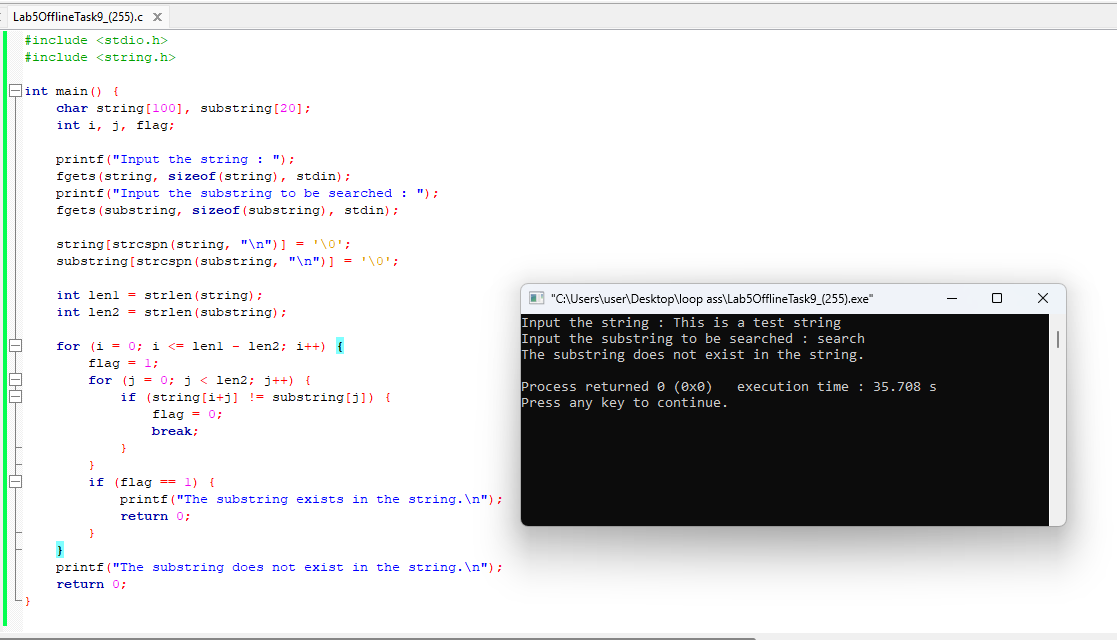 Lab5OfflineTask9_(255).c
#include <stdio.h>
#include <string.h>
int main() {
char string[100], substring[20];
int i, j, flag;
printf("Input the string : ");
fgets(string, sizeof(string), stdin);
printf("Input the substring to be searched : ");
fgets(substring, sizeof(substring), stdin);
string[strcspn(string, "\n")] = '\0';
substring[strcspn(substring, "\n")] = '\0';
int len1 = strlen(string);
int len2 = strlen(substring);
for (i = 0; i <= len1 - len2; i++) {
flag = 1;
for (j = 0; j < len2; j++) {
if (string[i+j] != substring[j]) {
flag = 0;
break;
}
}
if (flag == 1) {
printf("The substring exists in the string.\n");
return 0;
}
}
printf("The substring does not exist in the string.\n");
return 0;
}
"C:\Users\user\Desktop\loop ass\Lab5OfflineTask9_(255).exe"
Input the string : This is a test string
Input the substring to be searched : search
The substring does not exist in the string.
Process returned 0 (0x0)   execution time : 35.708 s
Press any key to continue.